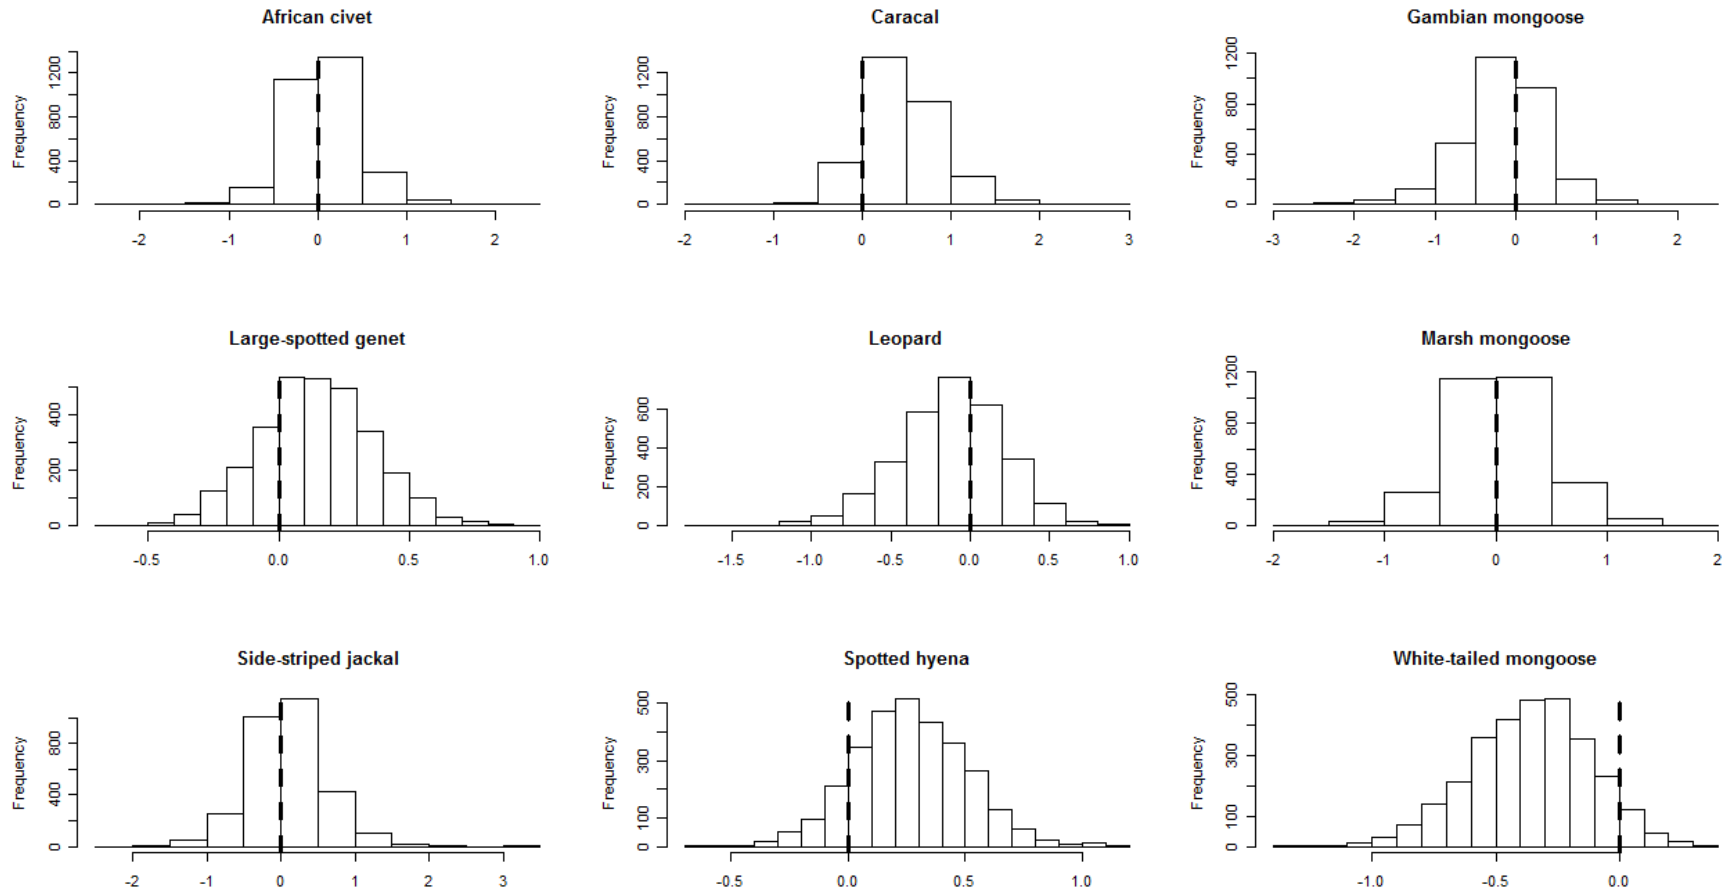 African civet
Frequency
0 400 800 1200
-2 -1 0 1 2
Caracal
Frequency
0 400 800 1200
-2 -1 0 1 2 3
Gambian mongoose
Frequency
0 400 800 1200
-3 -2 -1 0 1 2
Large-spotted genet
Frequency
0 200 400
-0.5 0.0 0.5 1.0
Leopard
Frequency
0 200 400 600
-1.5 -1.0 -0.5 0.0 0.5 1.0
Marsh mongoose
Frequency
0 400 800 1200
-2 -1 0 1 2
Side-striped jackal
Frequency
0 400 800
-2 -1 0 1 2 3
Spotted hyena
Frequency
0 100 300 500
-0.5 0.0 0.5 1.0
White-tailed mongoose
Frequency
0 100 300 500
-1.0 -0.5 0.0